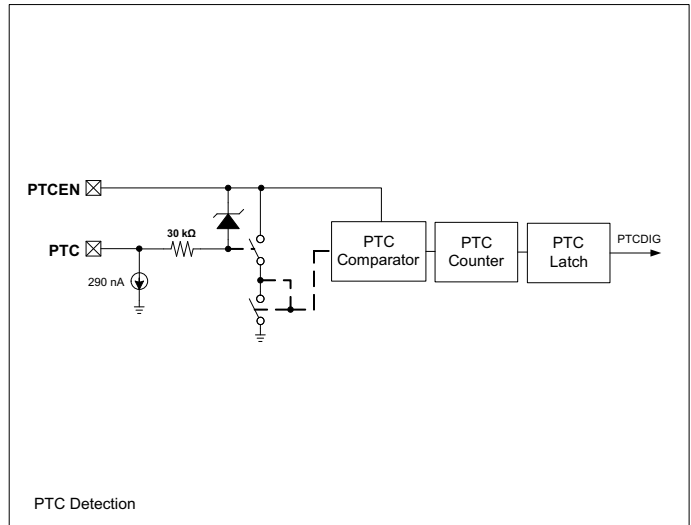 PTCEN
30 kΩ
PTC
290 nA
PTC
Comparator
PTC
Counter
PTC
Latch
PTCDIG
PTC Detection